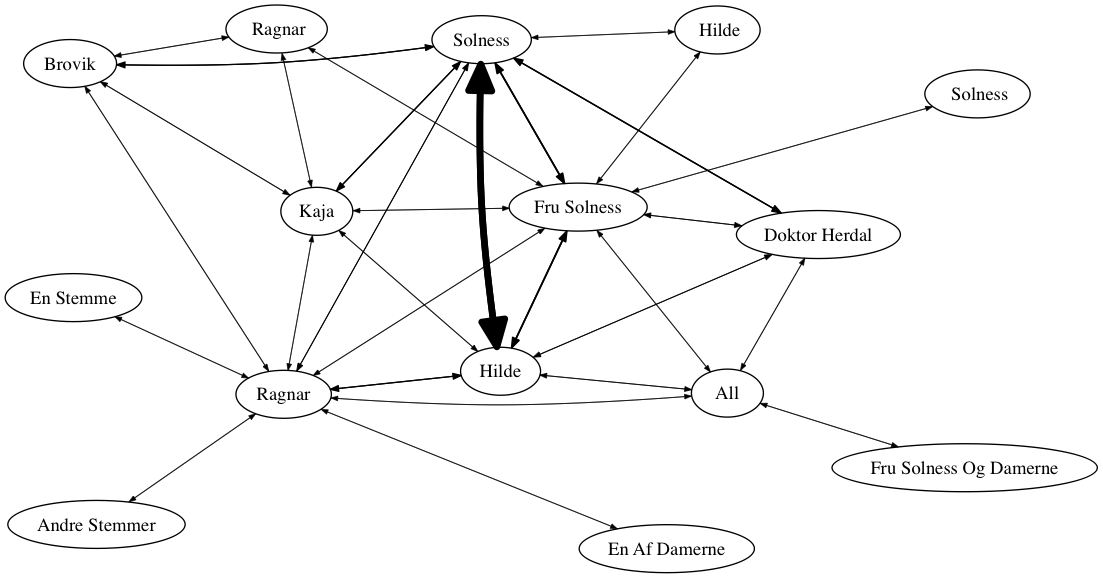 Ragnar
Hilde
Solness
Brovik
Solness
Fru Solness
Kaja
Doktor Herdal
En Stemme
Hilde
Ragnar
All
Fru Solness Og Damerne
Andre Stemmer
En Af Damerne